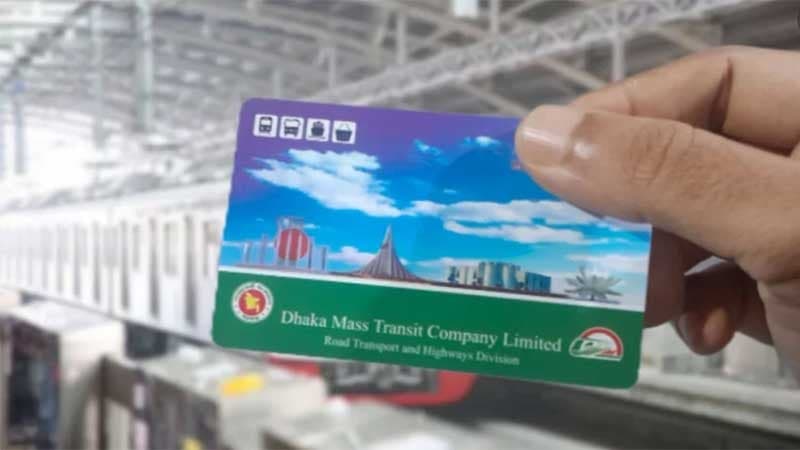 Dhaka Mass Transit Company Limited
Road Transport and Highways Division